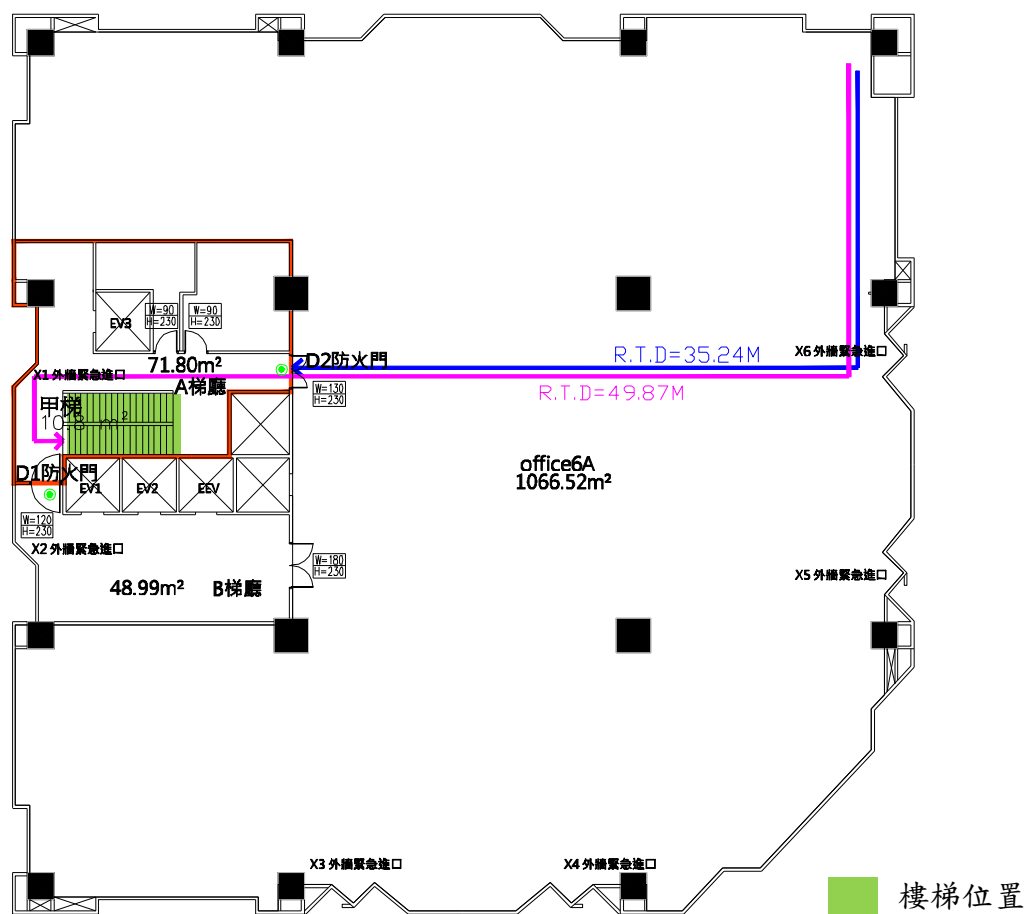 W=90
H=230
W=90
H=230
EV3
R.T.D=35.24M
X6 外牆緊急進口
D2防火門
71.80m²
A梯廳
X1 外牆緊急進口
R.T.D=49.87M
W=130
H=230
甲梯
10.8 m²
office6A
1066.52m²
D1防火門
EV1
EV2
EEV
W=120
H=230
X2 外牆緊急進口
W=180
H=230
X5 外牆緊急進口
48.99m²
B梯廳
X3 外牆緊急進口
X4 外牆緊急進口
樓梯位置